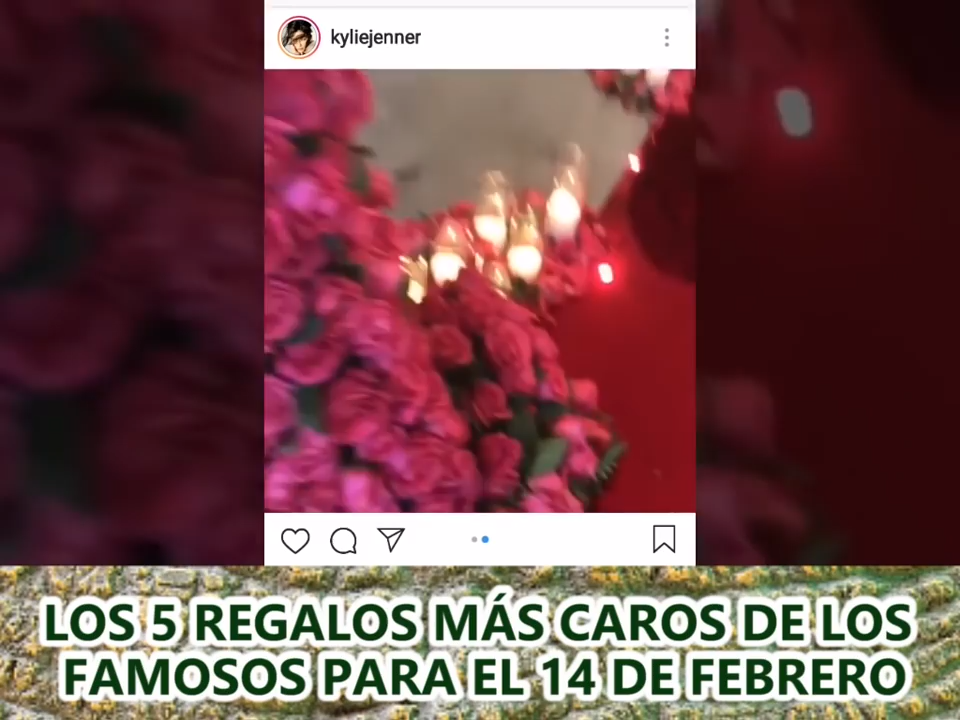 kyliejenner
LOS 5 REGALOS MÁS CAROS DE LOS
FAMOSOS PARA EL 14 DE FEBRERO